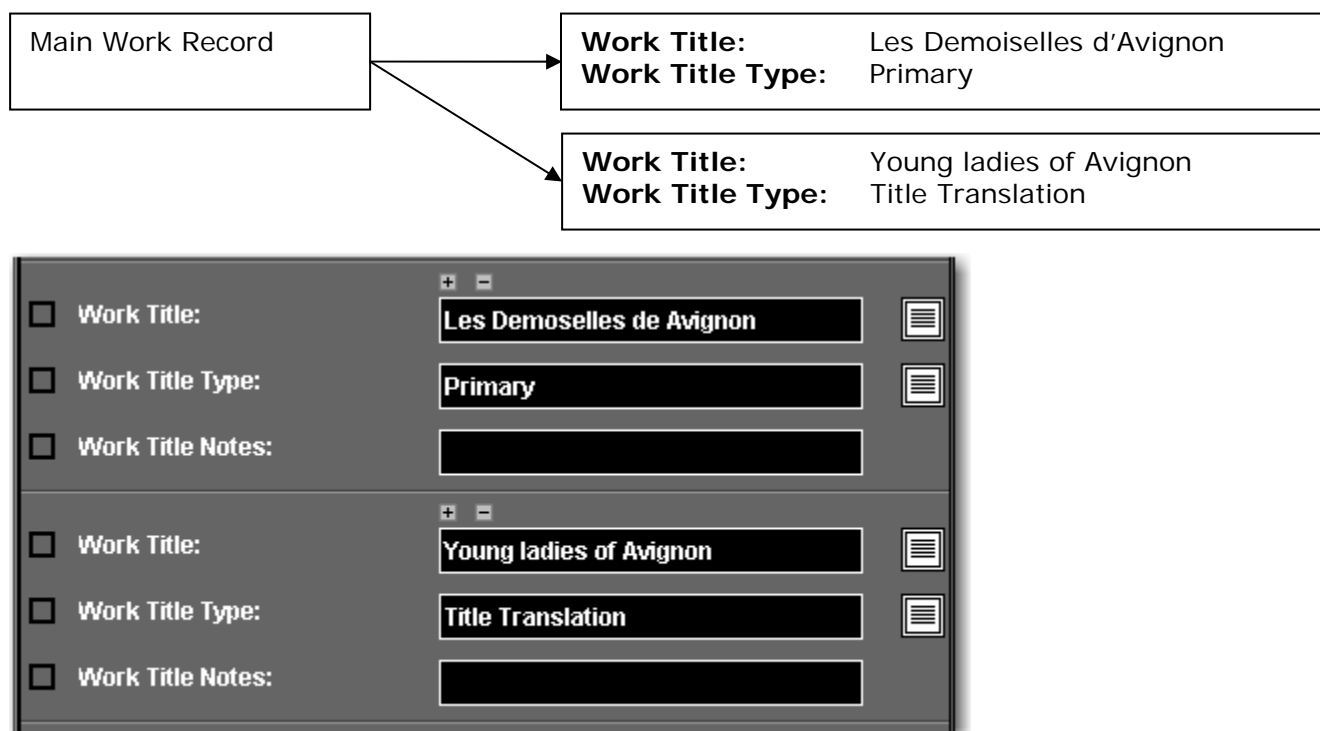 Main Work Record
Work Title: Les Demoiselles d’Avignon
Work Title Type: Primary
Work Title: Young ladies of Avignon
Work Title Type: Title Translation
Work Title: Les Demoselles de Avignon
Work Title Type: Primary
Work Title Notes:
Work Title: Young ladies of Avignon
Work Title Type: Title Translation
Work Title Notes: